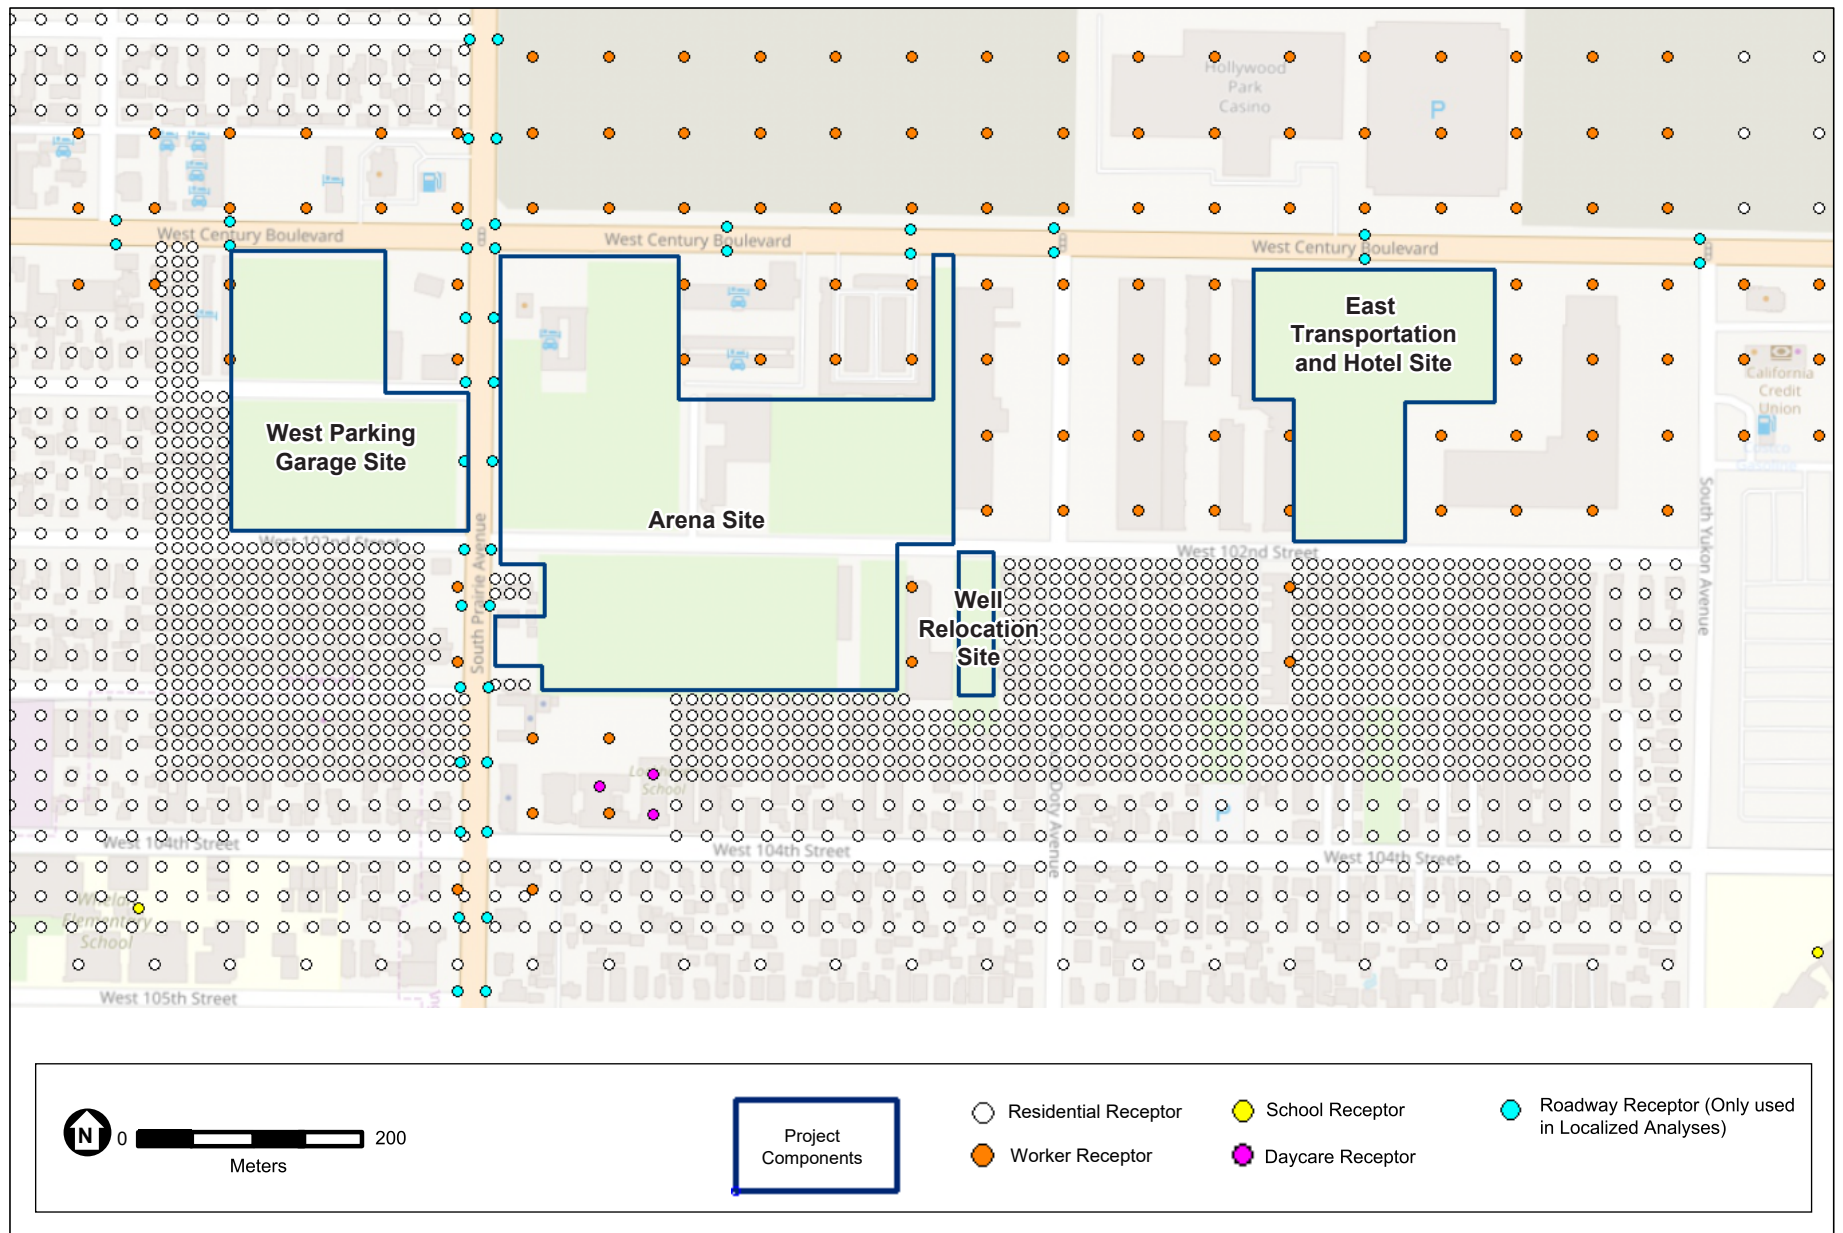 Hollywood
Park
Casino
P
West Century Boulevard
West Century Boulevard
West Century Boulevard
East
Transportation
and Hotel Site
California
Credit
Union
Costco
Gasoline
West Parking
Garage Site
Arena Site
West 102nd Street
West 102nd Street
South Prairie Avenue
South Yukon Avenue
Well
Relocation
Site
School
P
Doty Avenue
West 104th Street
West 104th Street
West 104th Street
Elementary
School
West 105th Street
N
0
200
Meters
Project
Components
Residential Receptor
Worker Receptor
School Receptor
Daycare Receptor
Roadway Receptor (Only used
in Localized Analyses)